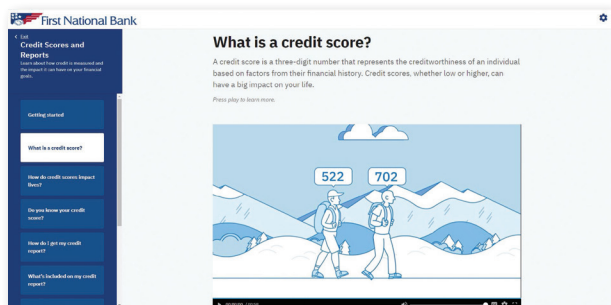 First National Bank
Exit
Credit Scores and
Reports
Learn about how credit is measured and
the impact it can have on your financial
goals.
Getting started
What is a credit score?
How do credit scores impact
lives?
Do you know your credit
score?
How do I get my credit
report?
What's included on my credit
report?
What is a credit score?
A credit score is a three-digit number that represents the creditworthiness of an individual
based on factors from their financial history. Credit scores, whether low or higher, can
have a big impact on your life.
Press play to learn more.
522
702